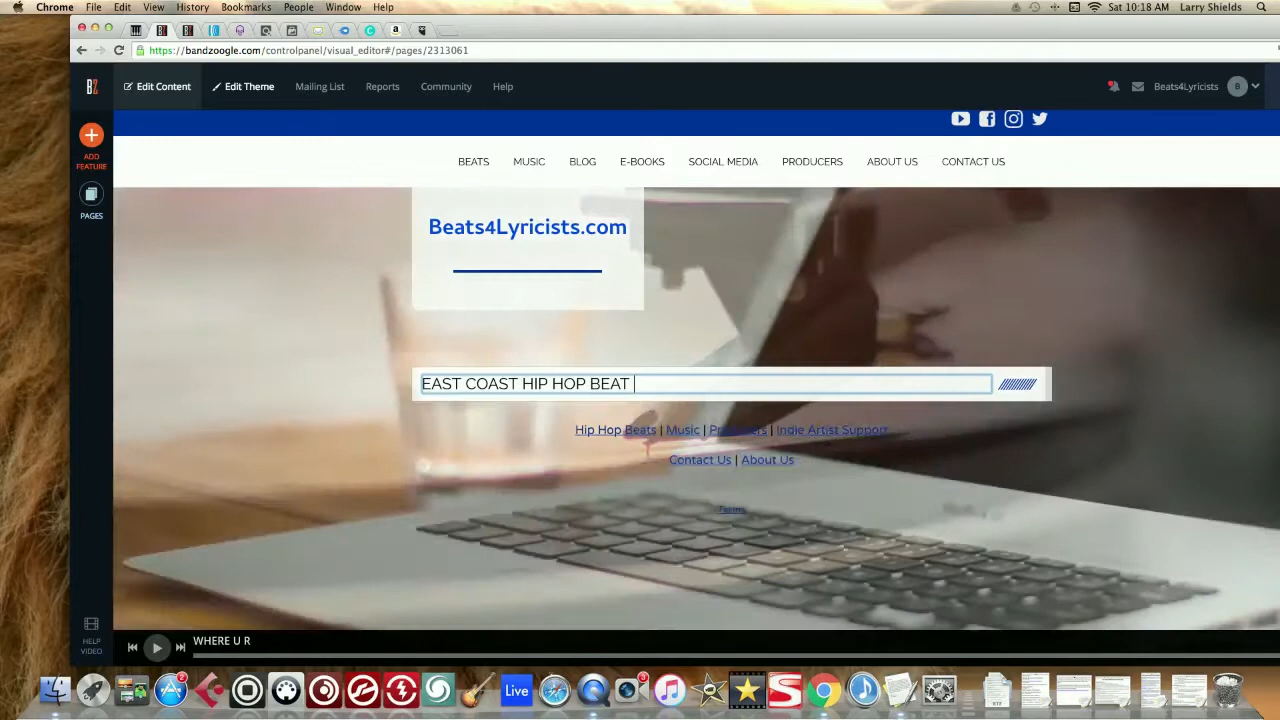 Chrome File Edit View History Bookmarks People Window Help Sat 10:18 AM Larry Shields
https://bandzoogle.com/controlpanel/visual_editor#/pages/2313061
Edit Content Edit Theme Mailing List Reports Community Help Beats4Lyricists B
ADD
FEATURE
PAGES
BEATS MUSIC BLOG E-BOOKS SOCIAL MEDIA PRODUCERS ABOUT US CONTACT US
Beats4Lyricists.com
EAST COAST HIP HOP BEAT
Hip Hop Beats | Music | Producers | Indie Artist Support
Contact Us | About Us
Terms
HELP
VIDEO
WHERE U R
Live